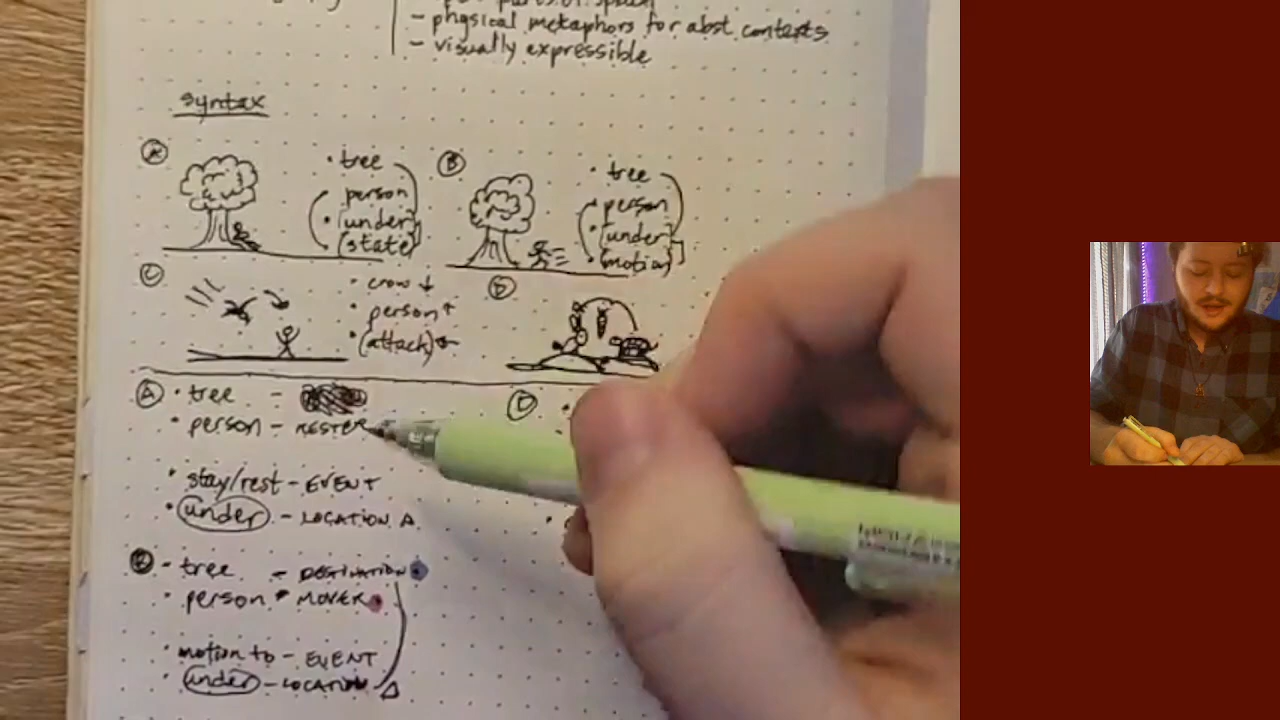 - physical metaphors for abst contexts
- visually expressible
syntax
A
• tree
person
• (under)
(state)
B
• tree
person
• (under)
• (motion)
C
• crow ↓
• person ↑
• (attack)
D
A • tree -
• person - RESTER
• stay/rest - EVENT
• under - LOCATION Δ
B - tree - DESTINATION
• person - MOVER
• motion to - EVENT
• under - LOCATION Δ
D